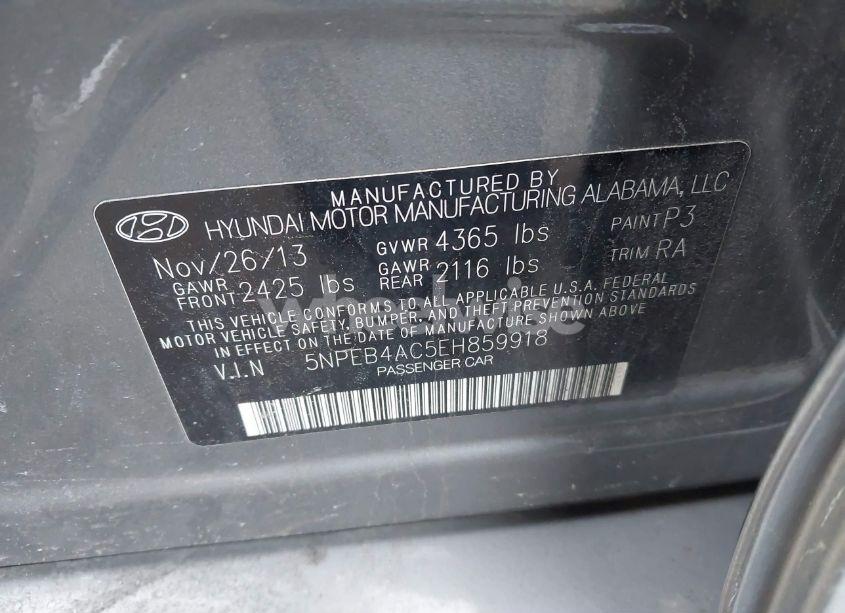 MANUFACTURED BY
HYUNDAI MOTOR MANUFACTURING ALABAMA, LLC
Nov/26/13 GVWR 4365 lbs PAINT P3
GAWR FRONT 2425 lbs GAWR REAR 2116 lbs TRIM RA
THIS VEHICLE CONFORMS TO ALL APPLICABLE U.S.A. FEDERAL
MOTOR VEHICLE SAFETY, BUMPER, AND THEFT PREVENTION STANDARDS
IN EFFECT ON THE DATE OF MANUFACTURE SHOWN ABOVE
V.I.N 5NPEB4AC5EH859918
PASSENGER CAR